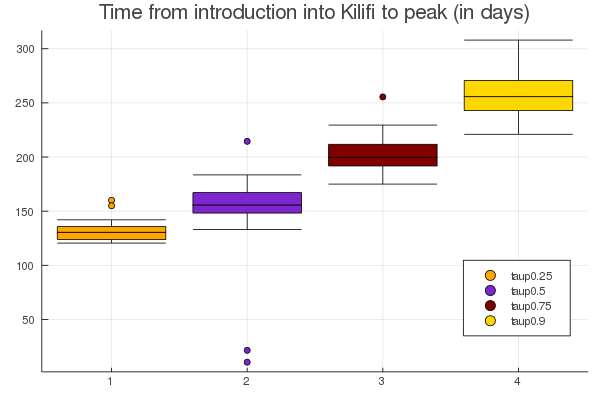 Time from introduction into Kilifi to peak (in days)
300
250
200
150
100
50
1 2 3 4
taup0.25
taup0.5
taup0.75
taup0.9